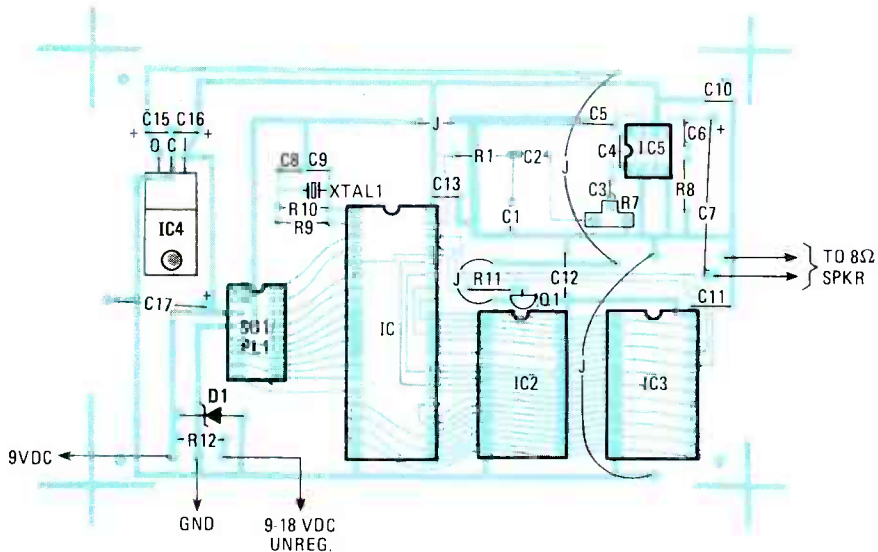 C10
C15 C16
+ + +
O C I
C5
C6
J
C4 IC5
C8 C9
R1 C2
J
XTAL1
C13
C3 R7
R8
R10
C1
C7
IC4
R9
TO 8Ω
SPKR
J R11
C12
C17 +
Q1
C11
SO1
PL1
IC
IC2
J
IC3
D1
R12
9VDC
GND
9-18 VDC
UNREG.